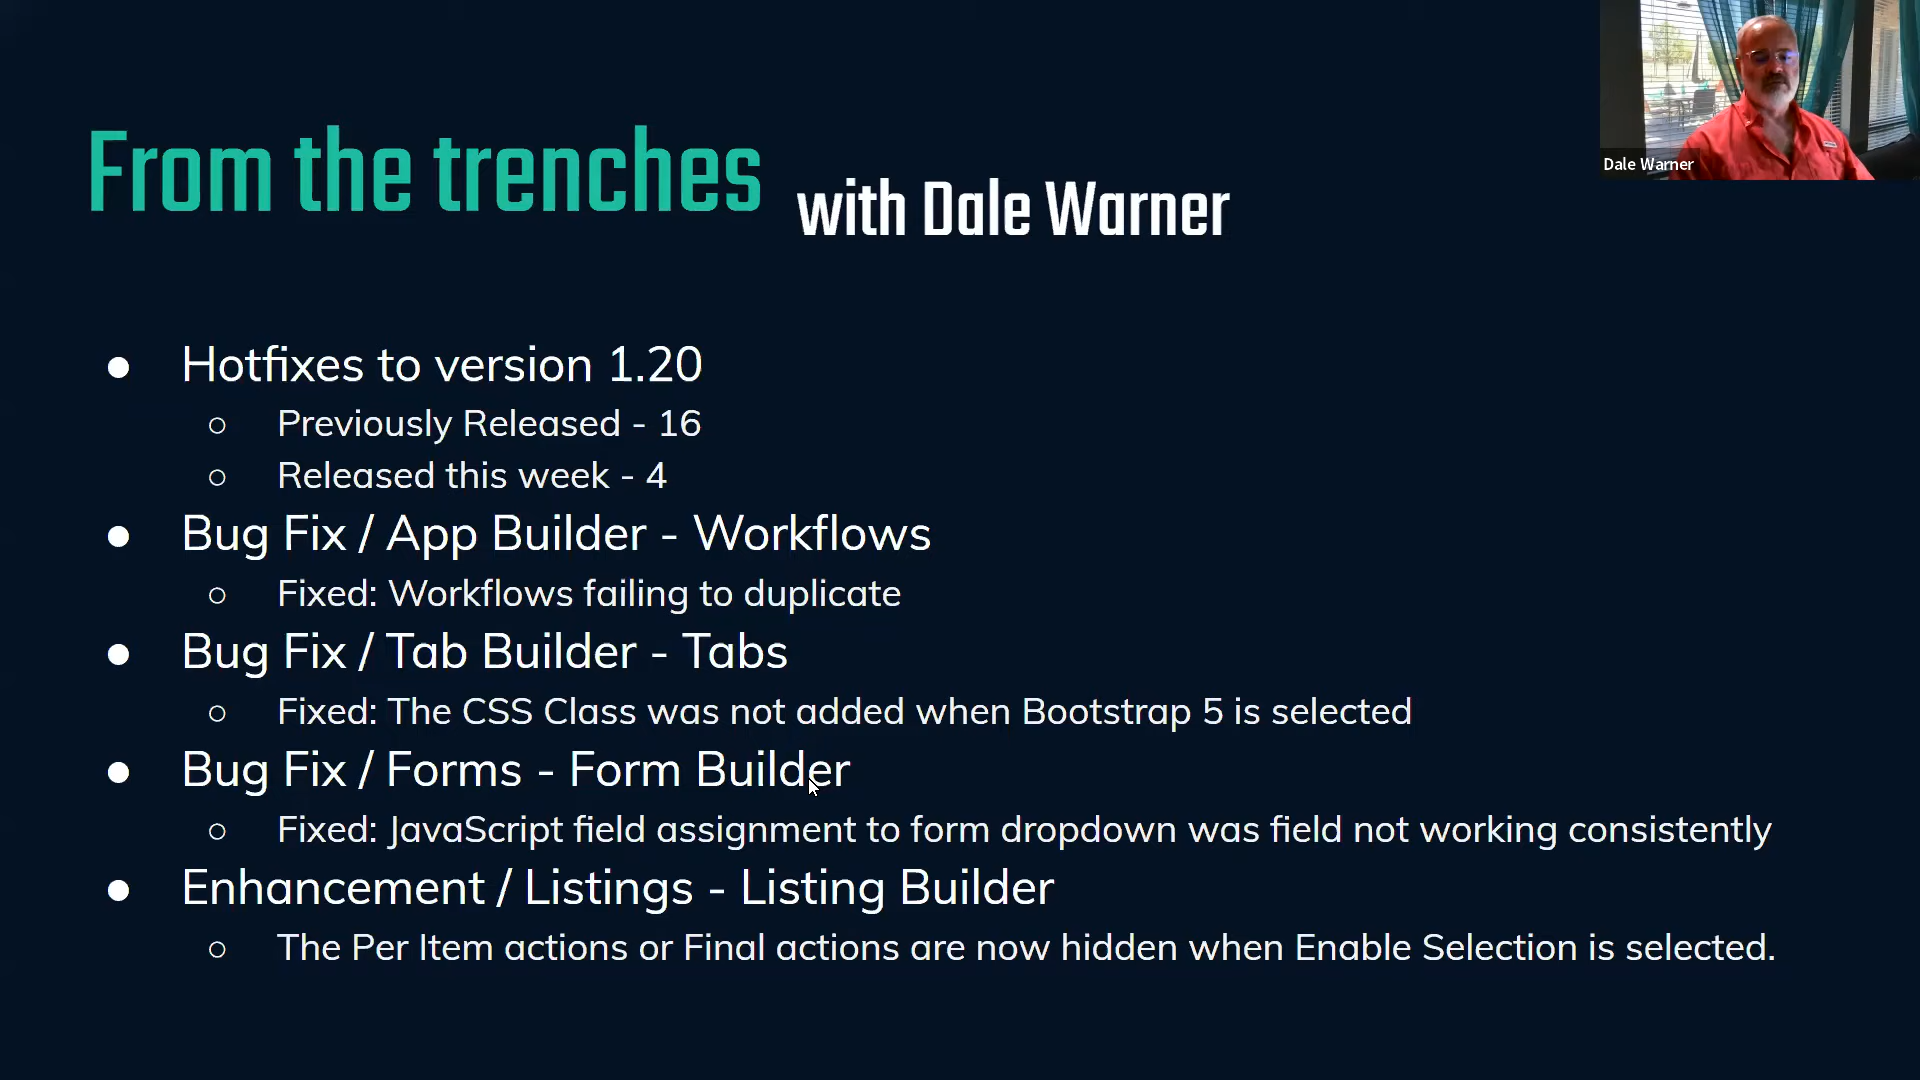 From the trenches with Dale Warner
Dale Warner
● Hotfixes to version 1.20
○ Previously Released - 16
○ Released this week - 4
● Bug Fix / App Builder - Workflows
○ Fixed: Workflows failing to duplicate
● Bug Fix / Tab Builder - Tabs
○ Fixed: The CSS Class was not added when Bootstrap 5 is selected
● Bug Fix / Forms - Form Builder
○ Fixed: JavaScript field assignment to form dropdown was field not working consistently
● Enhancement / Listings - Listing Builder
○ The Per Item actions or Final actions are now hidden when Enable Selection is selected.